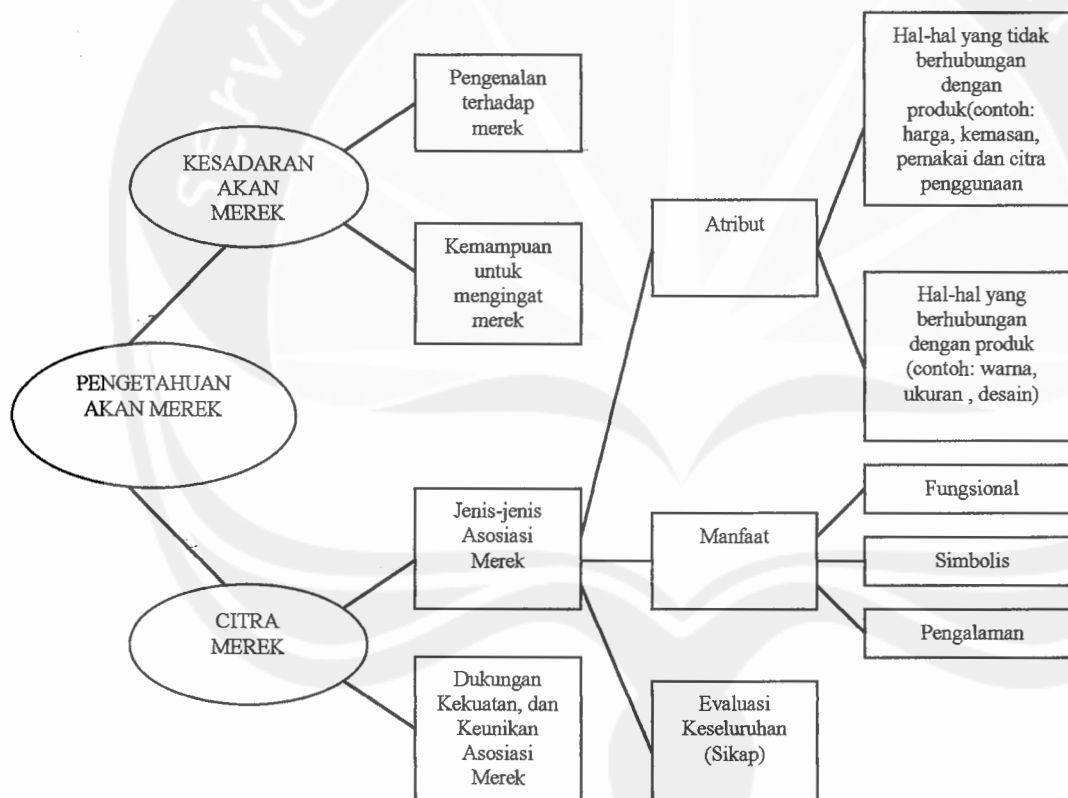 Pengenalan
terhadap
merek
KESADARAN
AKAN
MEREK
Kemampuan
untuk
mengingat
merek
PENGETAHUAN
AKAN MEREK
CITRA
MEREK
Jenis-jenis
Asosiasi
Merek
Dukungan
Kekuatan, dan
Keunikan
Asosiasi
Merek
Atribut
Manfaat
Evaluasi
Keseluruhan
(Sikap)
Hal-hal yang tidak
berhubungan
dengan
produk(contoh:
harga, kemasan,
pemakai dan citra
penggunaan
Hal-hal yang
berhubungan
dengan produk
(contoh: warna,
ukuran , desain)
Fungsional
Simbolis
Pengalaman